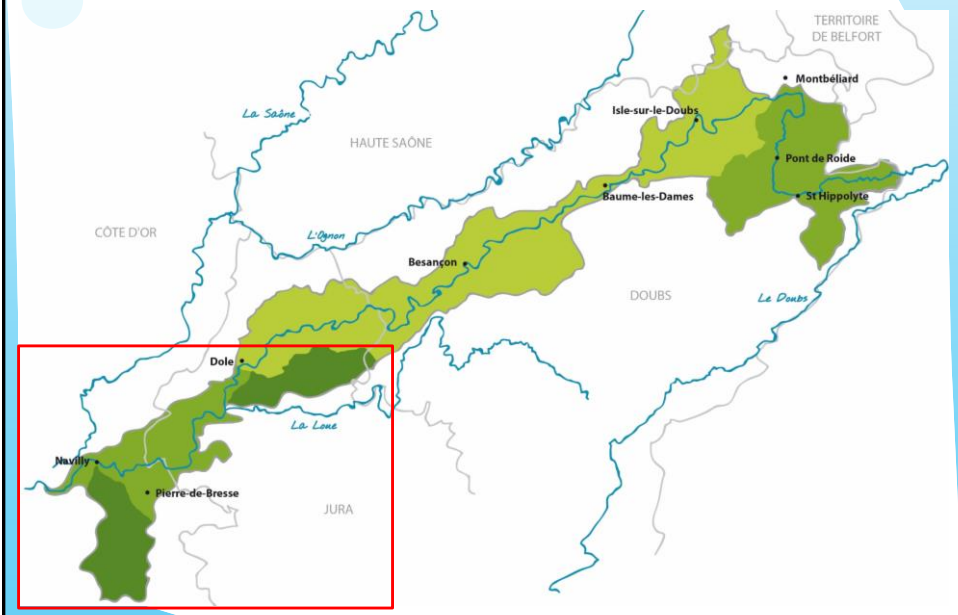 TERRITOIRE
DE BELFORT
Montbéliard
Isle-sur-le-Doubs
La Saône
HAUTE SAÔNE
Pont de Roide
Baume-les-Dames
St Hippolyte
CÔTE D'OR
L'Ognon
Besançon
DOUBS
Le Doubs
Dole
La Loue
Navilly
Pierre-de-Bresse
JURA